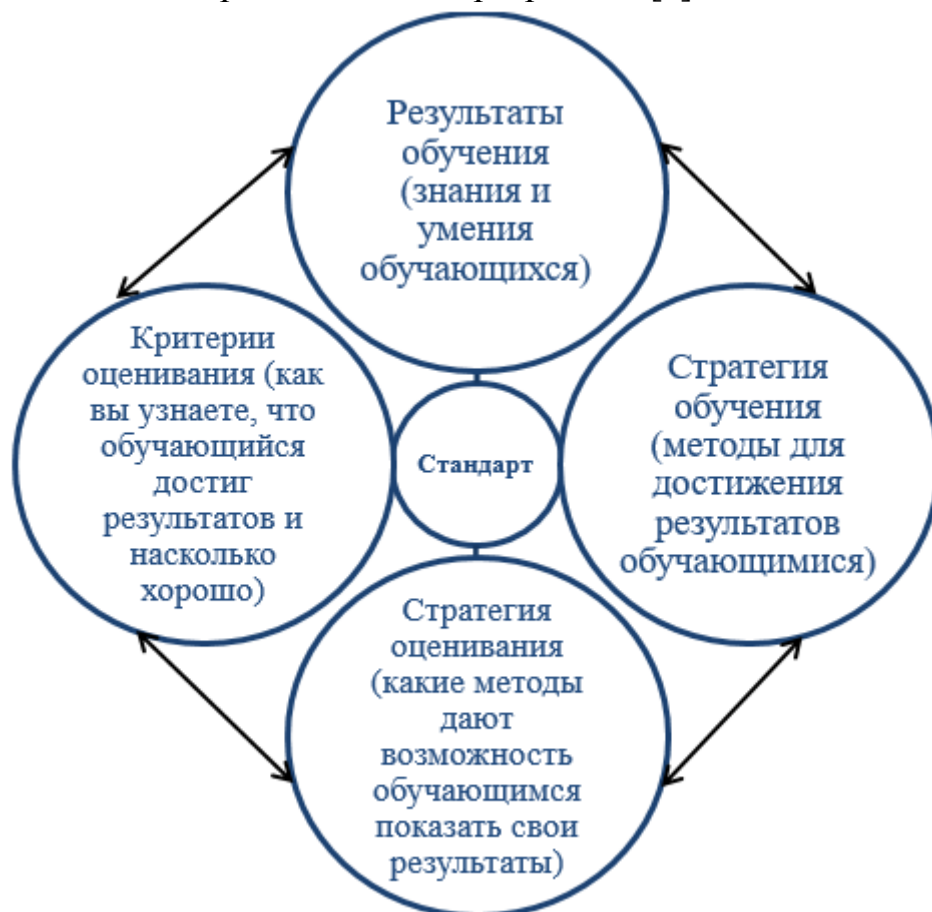 Результаты
обучения
(знания и
умения
обучающихся)
Критерии
оценивания (как
вы узнаете, что
обучающийся
достиг
результатов и
насколько
хорошо)
Стандарт
Стратегия
обучения
(методы для
достижения
результатов
обучающимися)
Стратегия
оценивания
(какие методы
дают
возможность
обучающимся
показать свои
результаты)